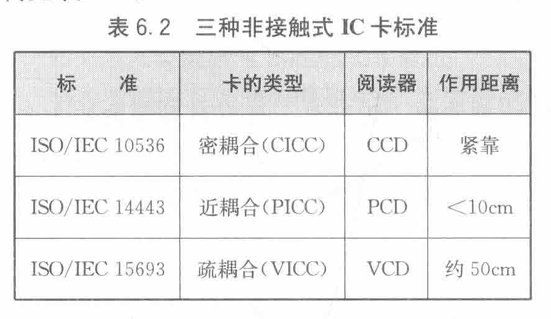 表 6.2 三种非接触式 IC 卡标准
标 准 卡的类型 阅读器 作用距离
ISO/IEC 10536 密耦合(CICC) CCD 紧靠
ISO/IEC 14443 近耦合(PICC) PCD <10cm
ISO/IEC 15693 疏耦合(VICC) VCD 约 50cm